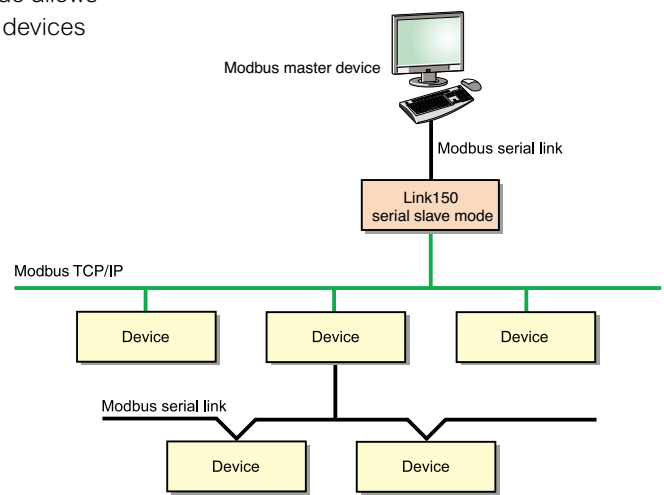 allows
devices
Modbus master device
Modbus serial link
Link150
serial slave mode
Modbus TCP/IP
Device
Device
Device
Modbus serial link
Device
Device